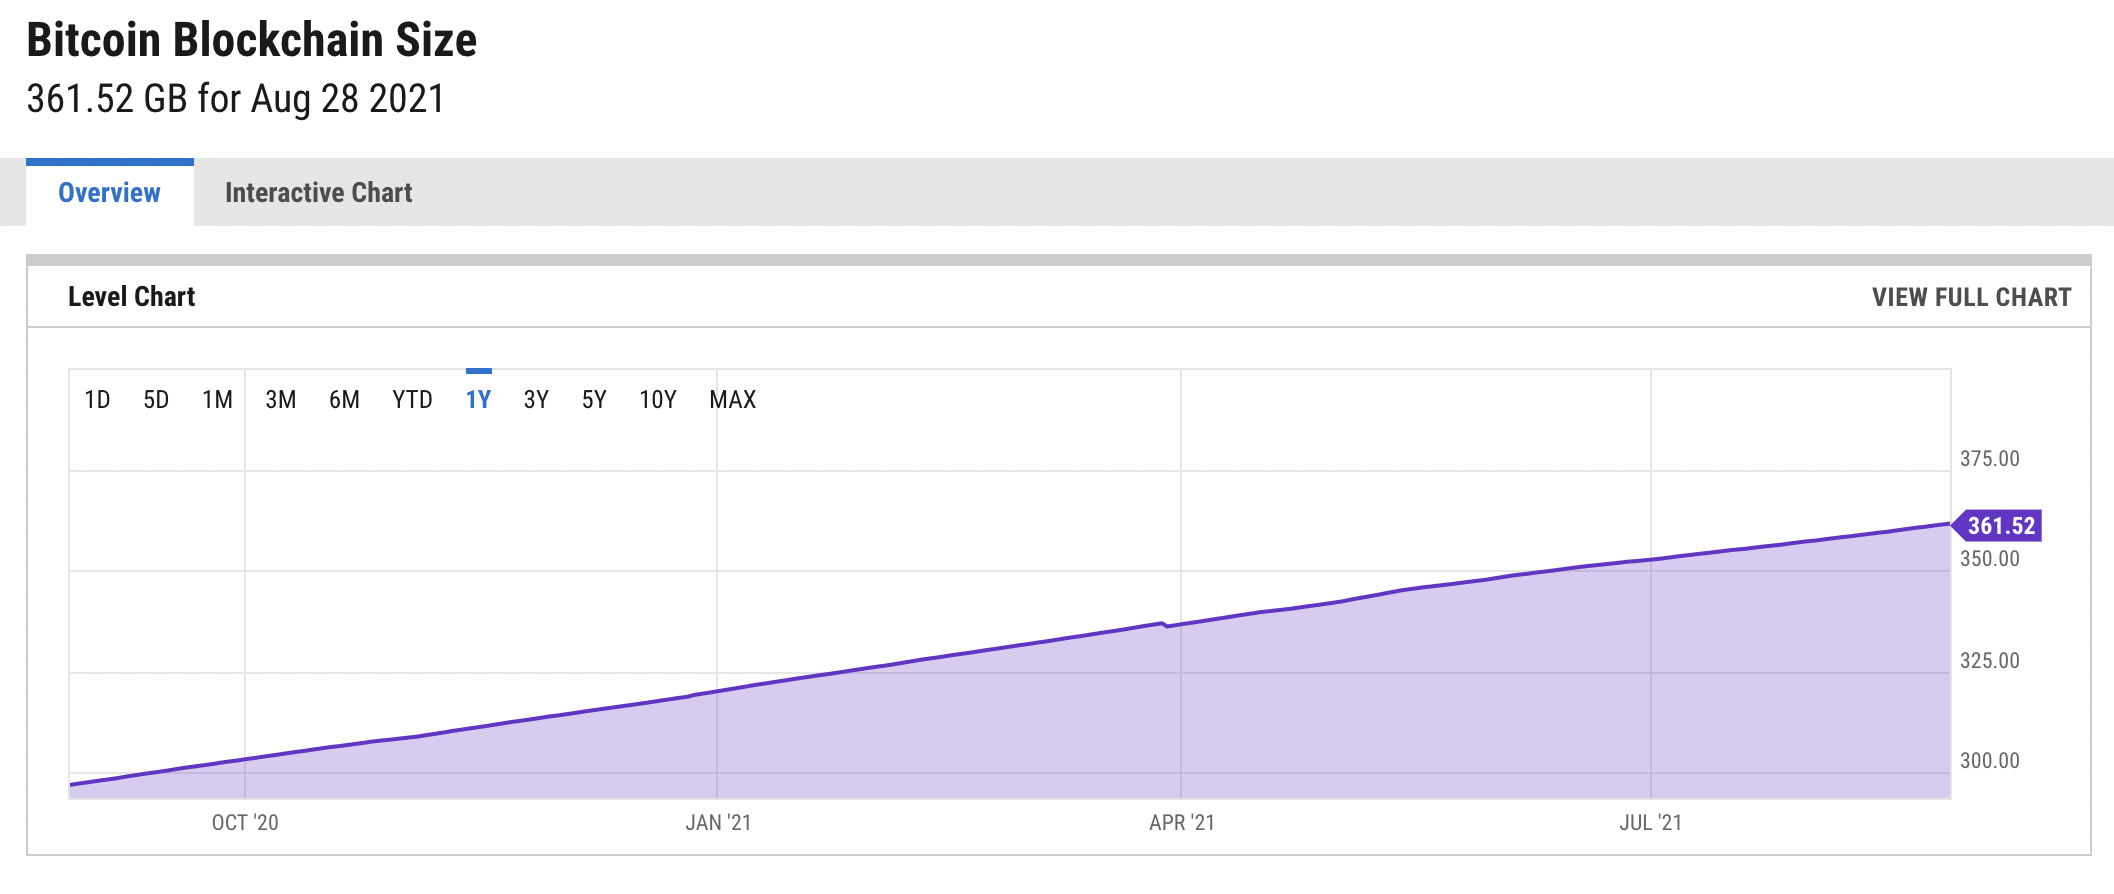 Bitcoin Blockchain Size
361.52 GB for Aug 28 2021
Overview Interactive Chart
Level Chart VIEW FULL CHART
1D 5D 1M 3M 6M YTD 1Y 3Y 5Y 10Y MAX
375.00
361.52
350.00
325.00
300.00
OCT '20 JAN '21 APR '21 JUL '21